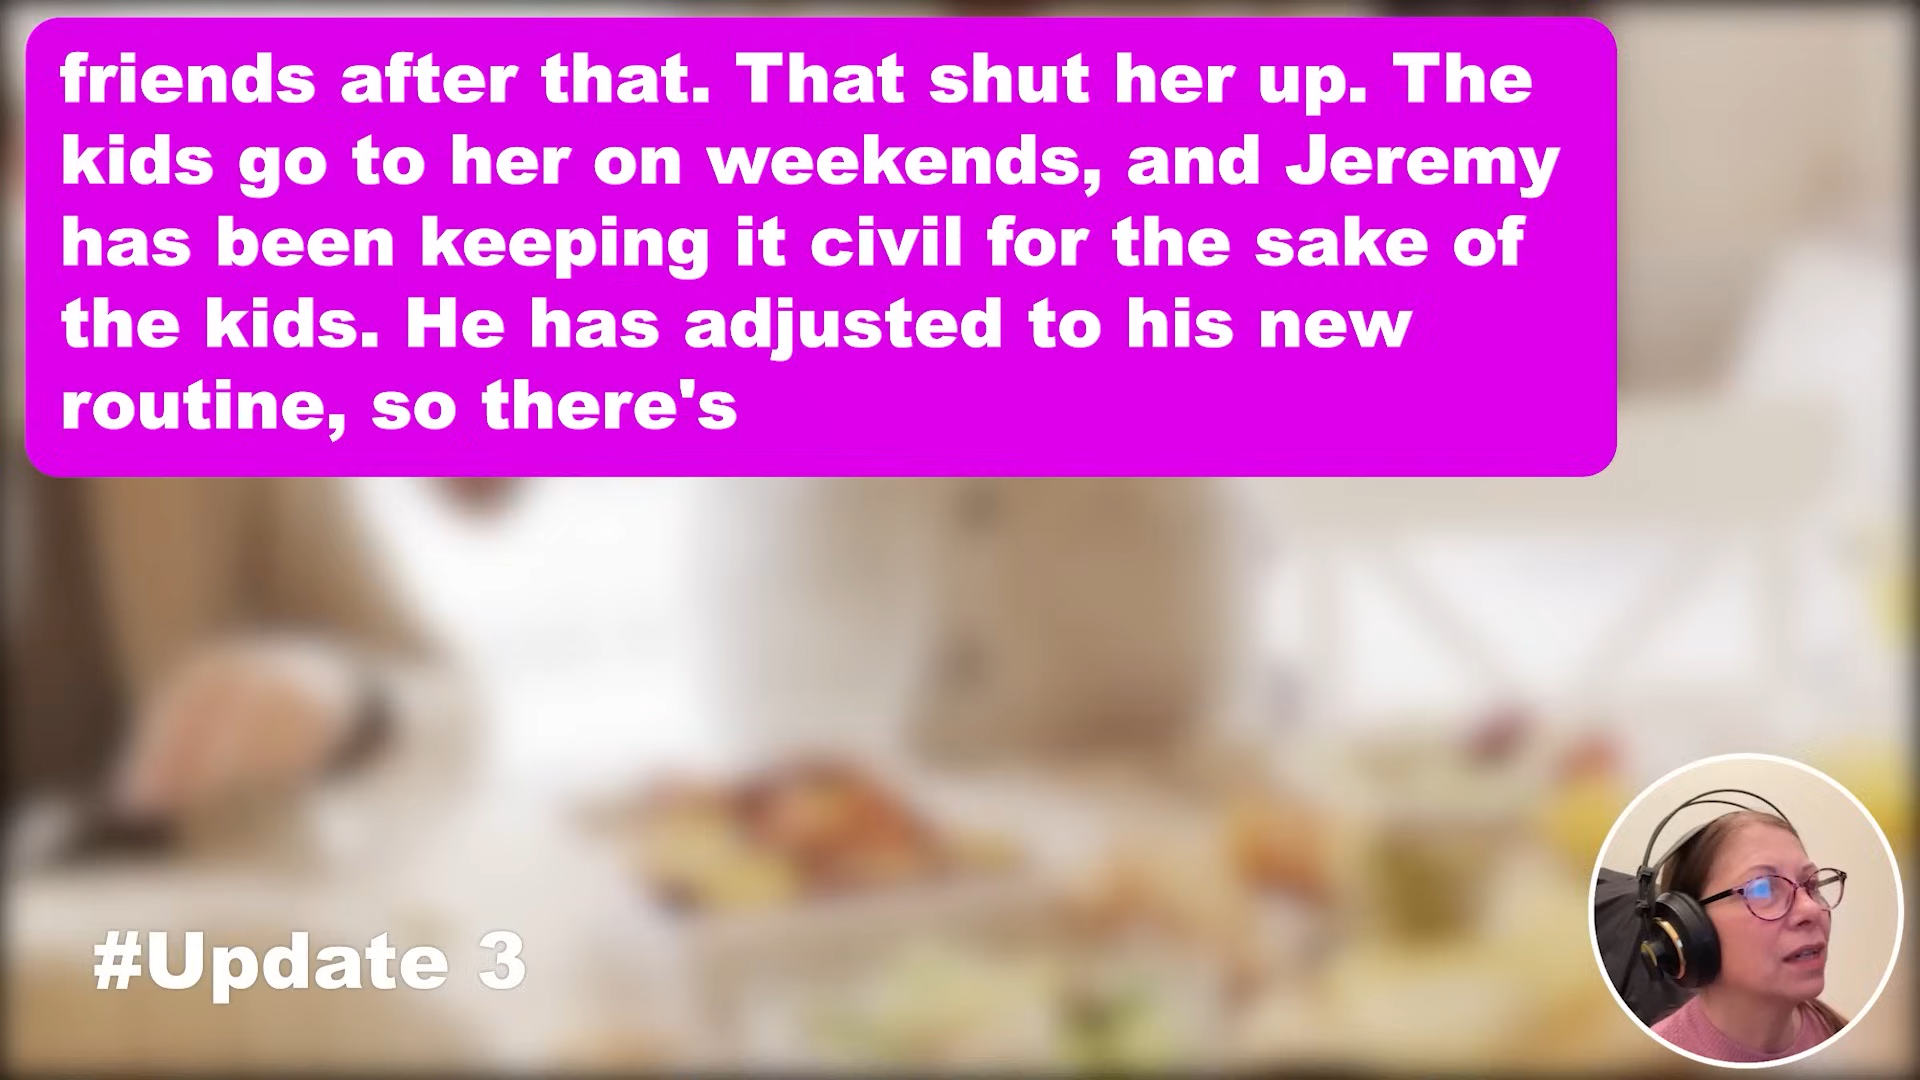 friends after that. That shut her up. The
kids go to her on weekends, and Jeremy
has been keeping it civil for the sake of
the kids. He has adjusted to his new
routine, so there's
#Update 3